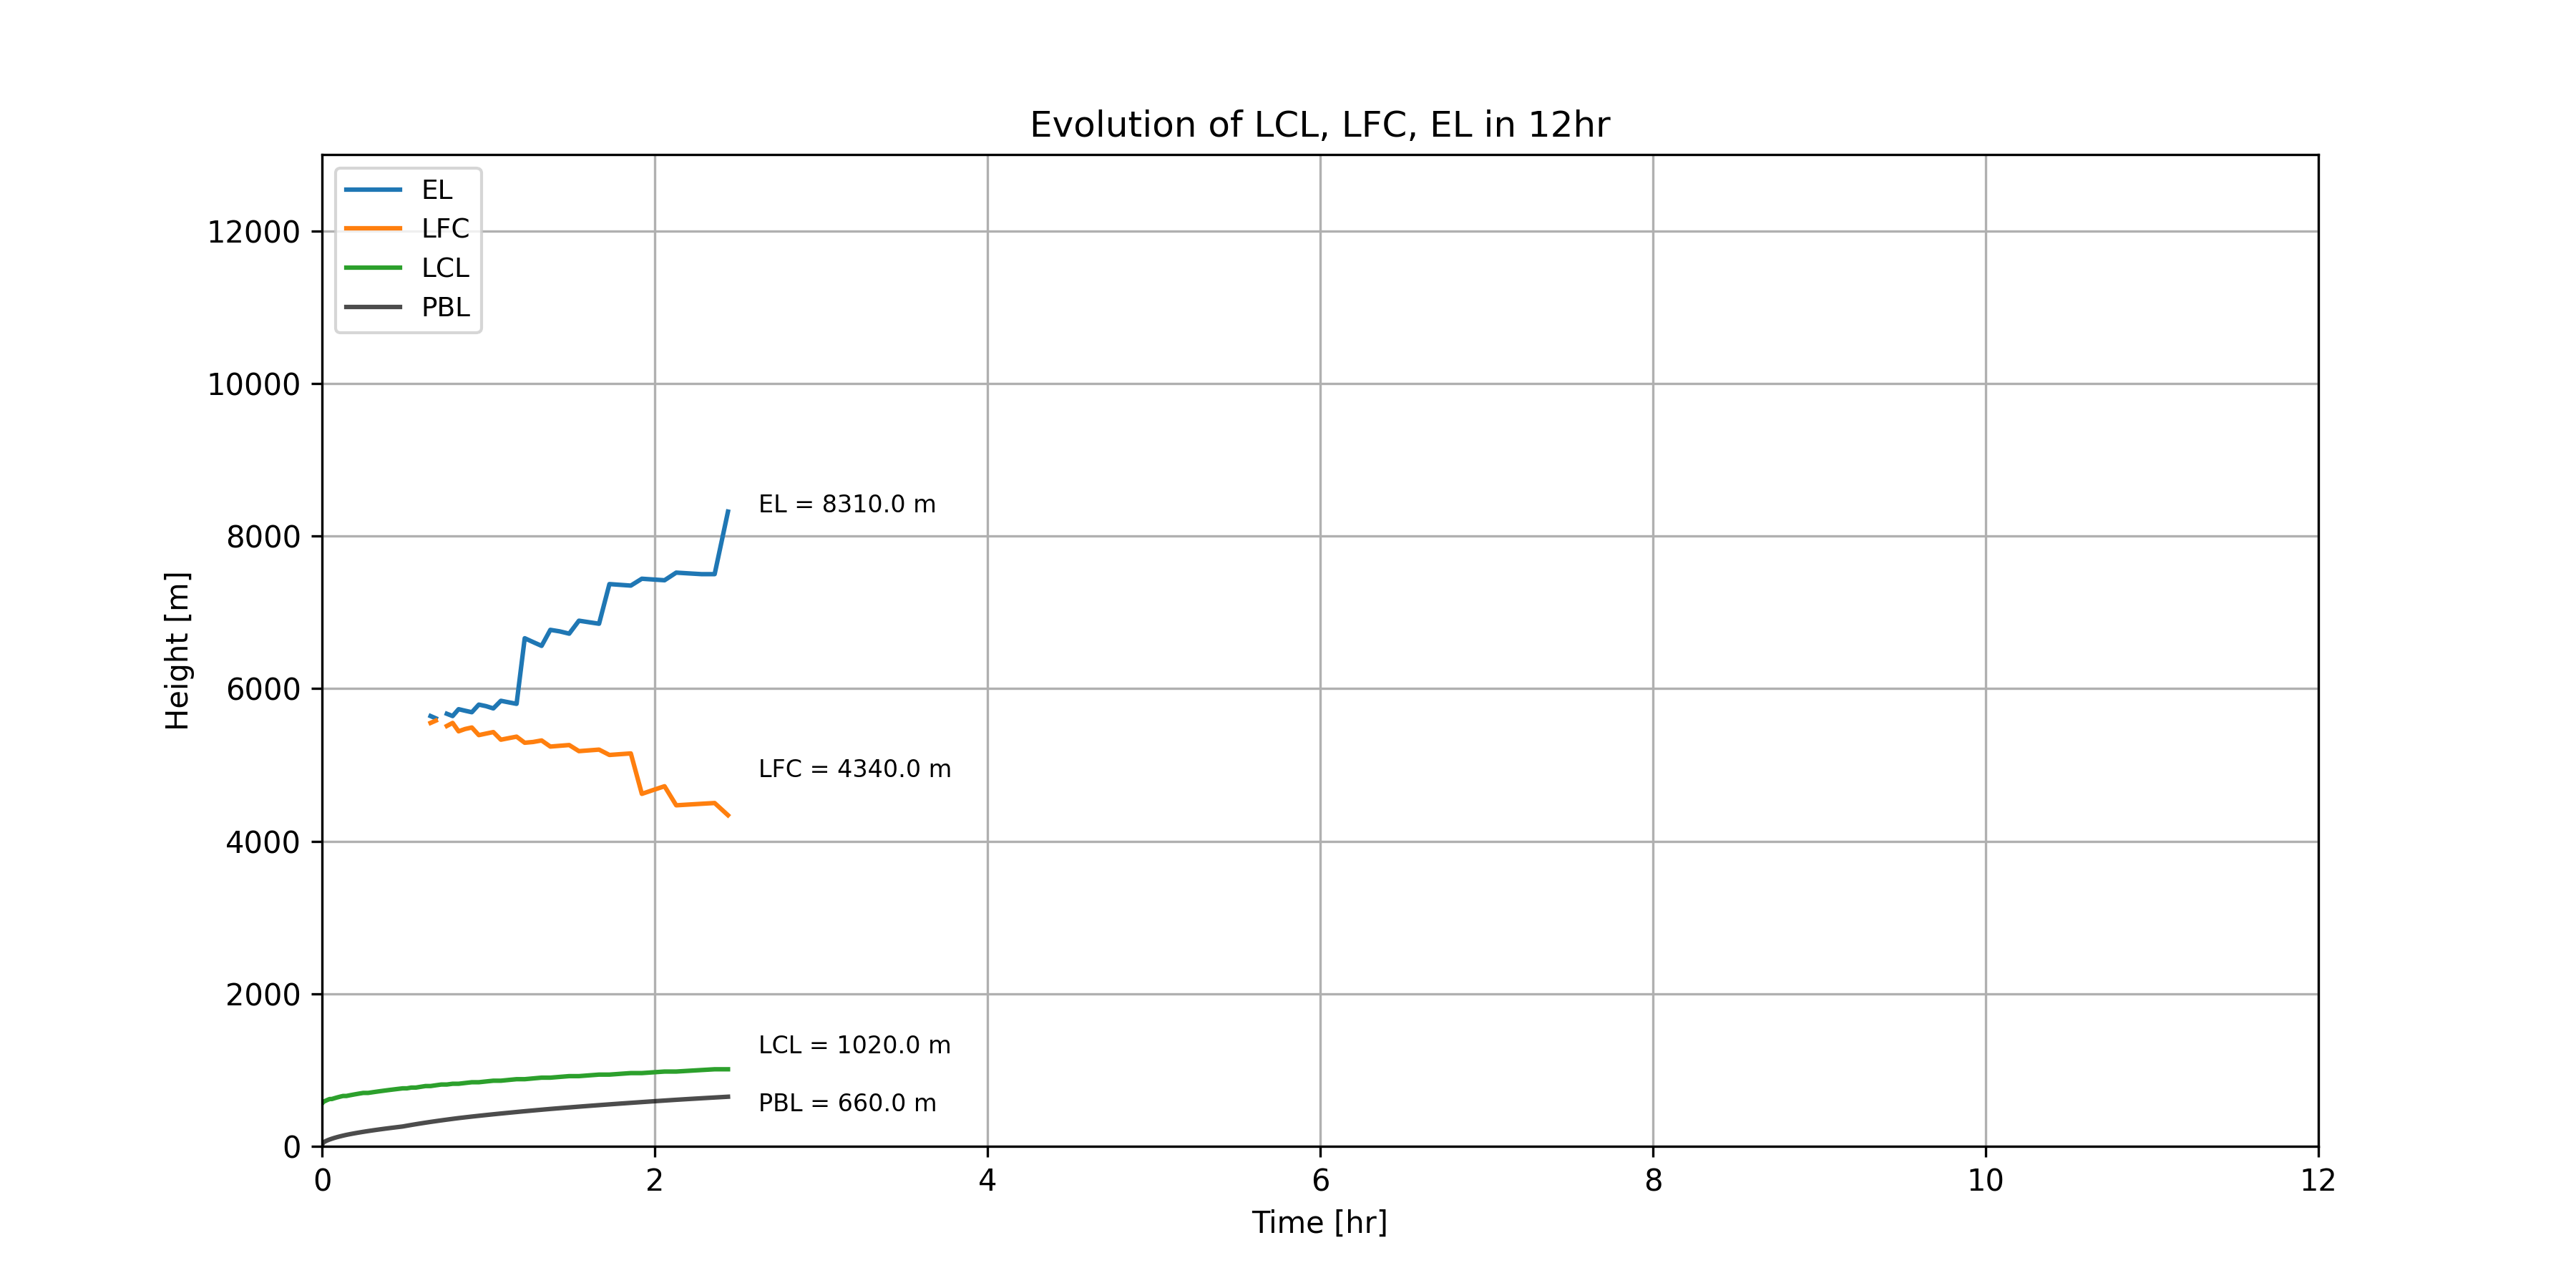 Evolution of LCL, LFC, EL in 12hr
EL
LFC
LCL
PBL
12000
10000
8000
6000
4000
2000
0
Height [m]
EL = 8310.0 m
LFC = 4340.0 m
LCL = 1020.0 m
PBL = 660.0 m
0 2 4 6 8 10 12
Time [hr]